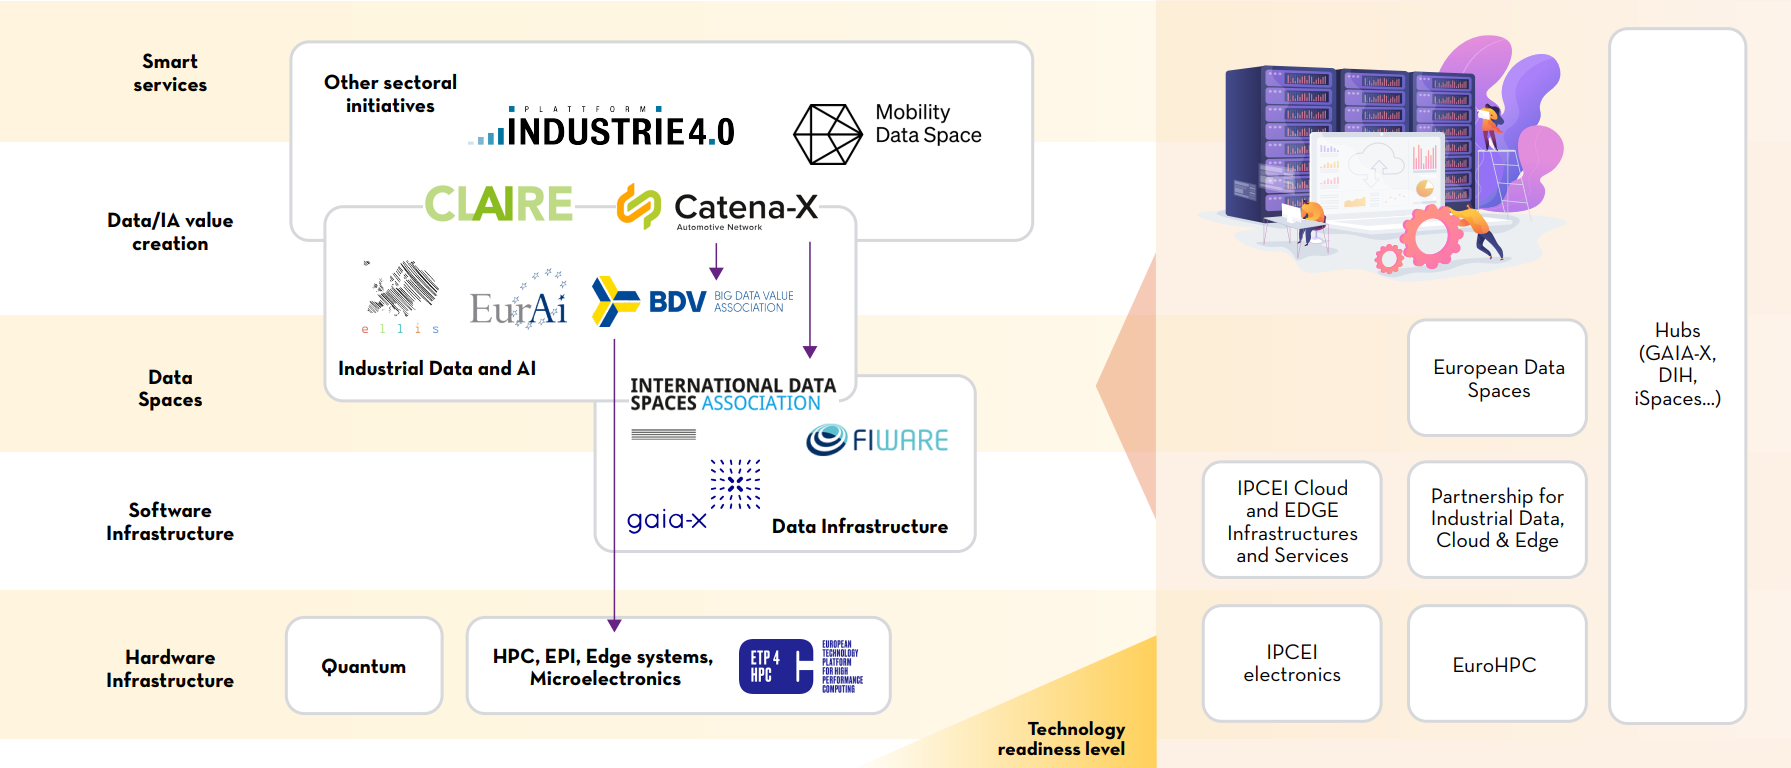 Smart
services
Other sectoral
initiatives
PLATTFORM
INDUSTRIE4.0
Mobility
Data Space
Data/IA value
creation
CLAIRE
Catena-X
Automotive Network
ellis
EurAi
BDV
BIG DATA VALUE
ASSOCIATION
Industrial Data and AI
Data
Spaces
INTERNATIONAL DATA
SPACES ASSOCIATION
FIWARE
gaia-x
Data Infrastructure
Software
Infrastructure
Hardware
Infrastructure
Quantum
HPC, EPI, Edge systems,
Microelectronics
ETP 4
HPC
EUROPEAN
TECHNOLOGY
PLATFORM
FOR HIGH
PERFORMANCE
COMPUTING
Technology
readiness level
European Data
Spaces
IPCEI Cloud
and EDGE
Infrastructures
and Services
Partnership for
Industrial Data,
Cloud & Edge
IPCEI
electronics
EuroHPC
Hubs
(GAIA-X,
DIH,
iSpaces...)